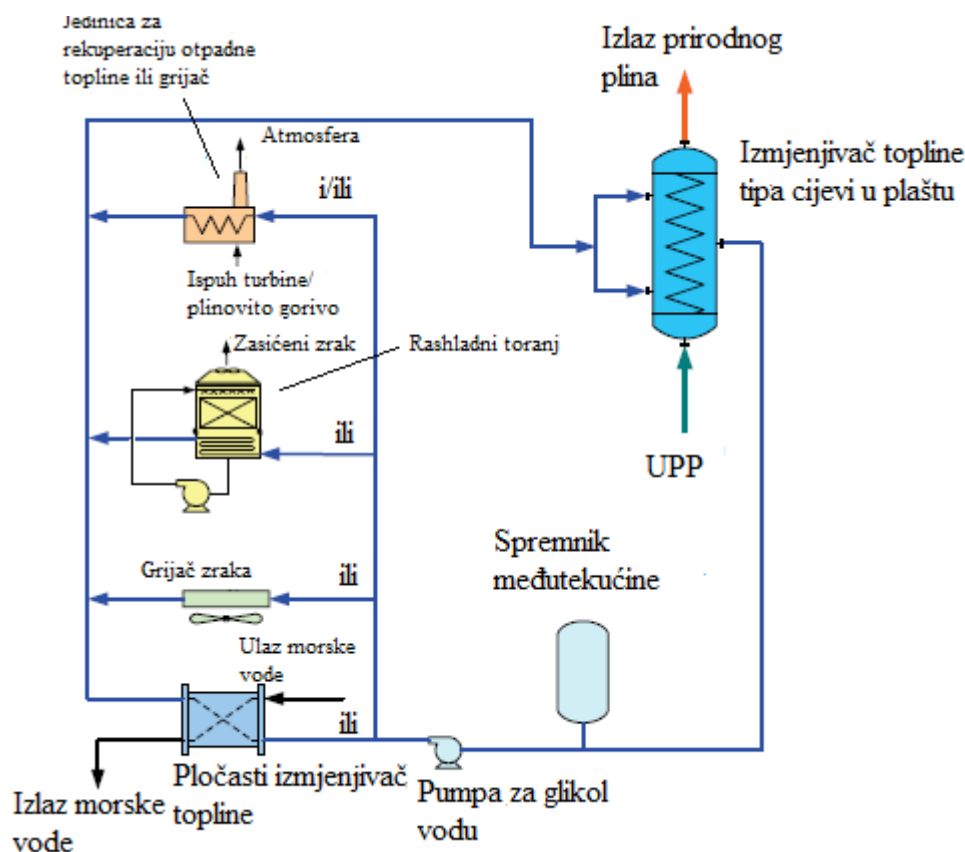 Jedinica za
rekuperaciju otpadne
topline ili grijač
Atmosfera
i/ili
Ispuh turbine/
plinovito gorivo
Izlaz prirodnog
plina
Izmjenjivač topline
tipa cijevi u plaštu
UPP
Zasićeni zrak
Rashladni toranj
ili
Grijač zraka
ili
Ulaz morske
vode
ili
Spremnik
međutekućine
Pločasti izmjenjivač
topline
Izlaz morske
vode
Pumpa za glikol
vodu